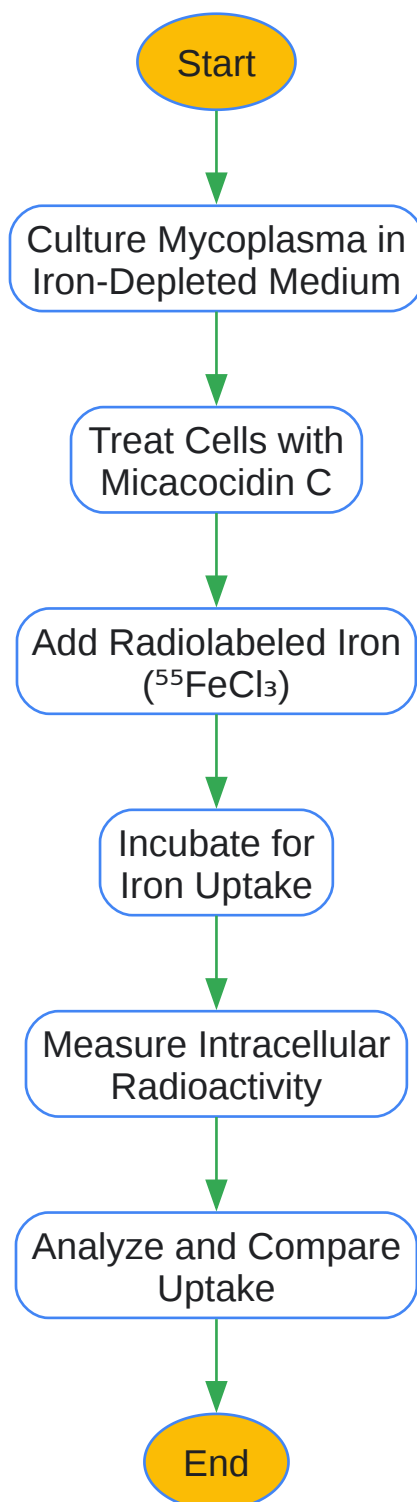 Start
Culture Mycoplasma in
Iron-Depleted Medium
Treat Cells with
Micacocidin C
Add Radiolabeled Iron
(⁵⁵FeCl₃)
Incubate for
Iron Uptake
Measure Intracellular
Radioactivity
Analyze and Compare
Uptake
End